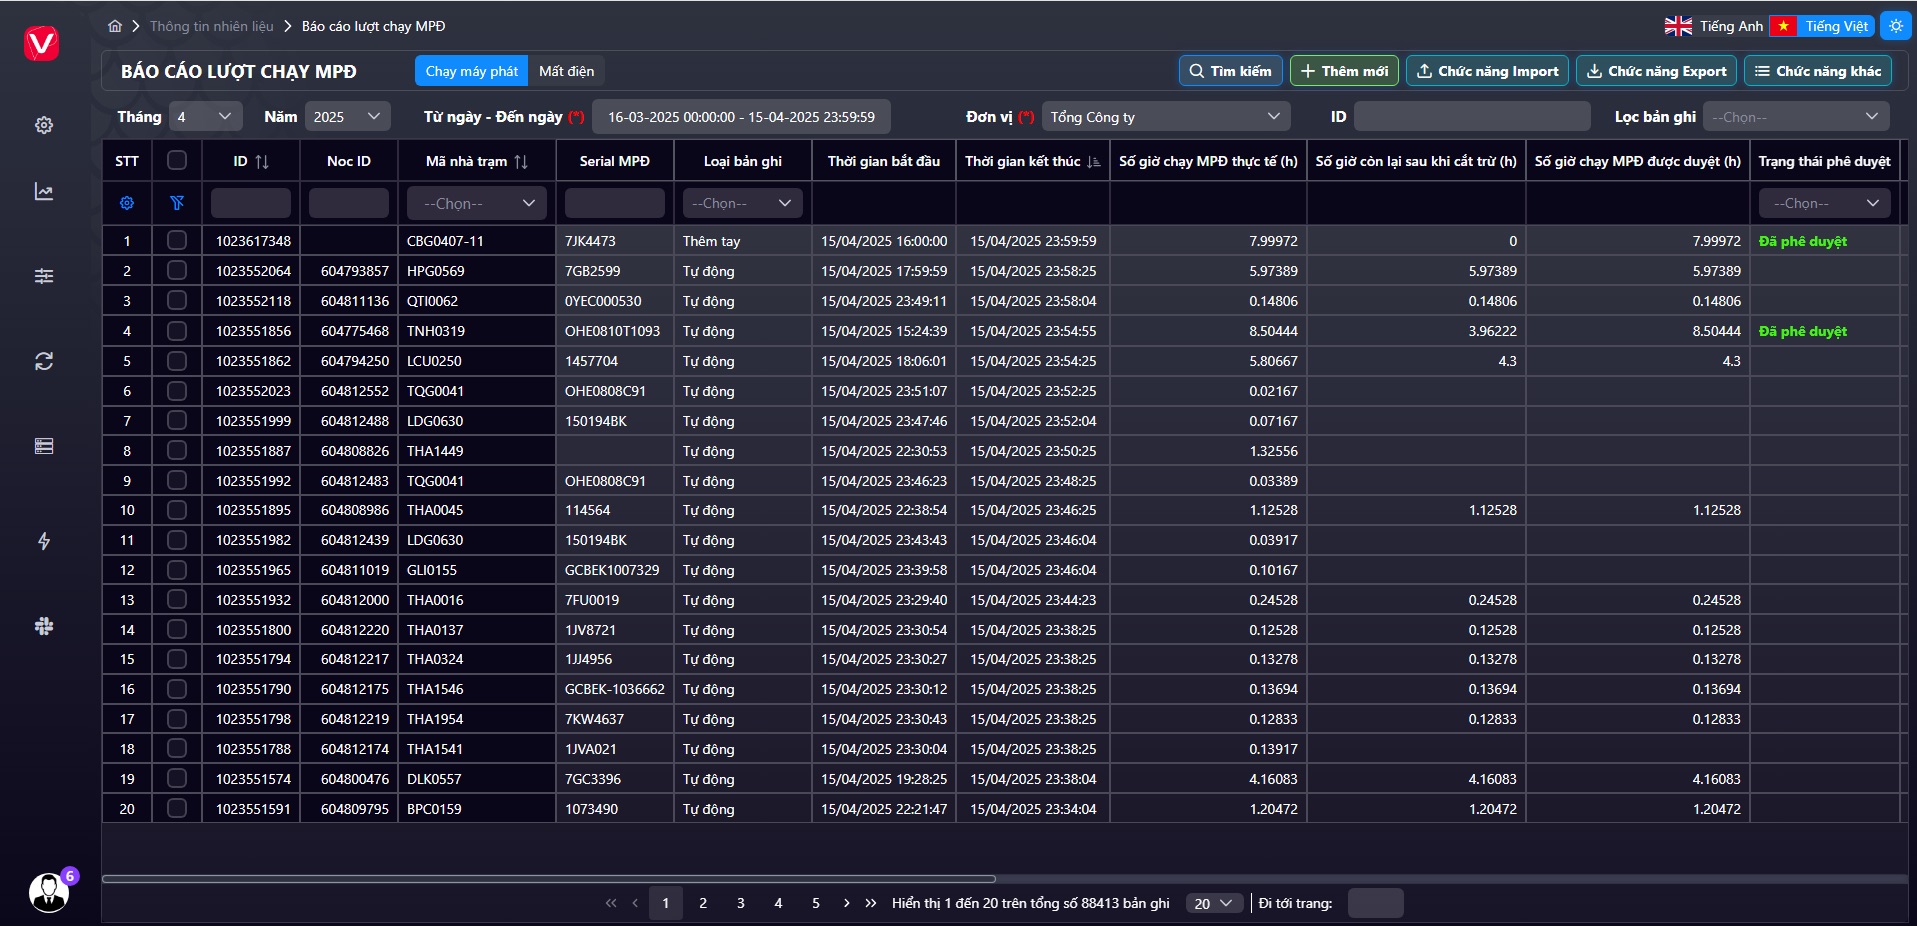 Thông tin nhiên liệu Báo cáo lượt chạy MPĐ Tiếng Anh Tiếng Việt
BÁO CÁO LƯỢT CHẠY MPĐ Chạy máy phát Mất điện Tìm kiếm Thêm mới Chức năng Import Chức năng Export Chức năng khác
Tháng 4 Năm 2025 Từ ngày - Đến ngày (*) 16-03-2025 00:00:00 - 15-04-2025 23:59:59 Đơn vị (*) Tổng Công ty ID Lọc bản ghi --Chọn--
STT ID Noc ID Mã nhà trạm Serial MPĐ Loại bản ghi Thời gian bắt đầu Thời gian kết thúc Số giờ chạy MPĐ thực tế (h) Số giờ còn lại sau khi cắt trừ (h) Số giờ chạy MPĐ được duyệt (h) Trạng thái phê duyệt
--Chọn-- --Chọn-- --Chọn--
1 1023617348 CBG0407-11 7JK4473 Thêm tay 15/04/2025 16:00:00 15/04/2025 23:59:59 7.99972 0 7.99972 Đã phê duyệt
2 1023552064 604793857 HPG0569 7GB2599 Tự động 15/04/2025 17:59:59 15/04/2025 23:58:25 5.97389 5.97389 5.97389
3 1023552118 604811136 QTI0062 0YEC000530 Tự động 15/04/2025 23:49:11 15/04/2025 23:58:04 0.14806 0.14806 0.14806
4 1023551856 604775468 TNH0319 OHE0810T1093 Tự động 15/04/2025 15:24:39 15/04/2025 23:54:55 8.50444 3.96222 8.50444 Đã phê duyệt
5 1023551862 604794250 LCU0250 1457704 Tự động 15/04/2025 18:06:01 15/04/2025 23:54:25 5.80667 4.3 4.3
6 1023552023 604812552 TQG0041 OHE0808C91 Tự động 15/04/2025 23:51:07 15/04/2025 23:52:25 0.02167
7 1023551999 604812488 LDG0630 150194BK Tự động 15/04/2025 23:47:46 15/04/2025 23:52:04 0.07167
8 1023551887 604808826 THA1449 Tự động 15/04/2025 22:30:53 15/04/2025 23:50:25 1.32556
9 1023551992 604812483 TQG0041 OHE0808C91 Tự động 15/04/2025 23:46:23 15/04/2025 23:48:25 0.03389
10 1023551895 604808986 THA0045 114564 Tự động 15/04/2025 22:38:54 15/04/2025 23:46:25 1.12528 1.12528 1.12528
11 1023551982 604812439 LDG0630 150194BK Tự động 15/04/2025 23:43:43 15/04/2025 23:46:04 0.03917
12 1023551965 604811019 GLI0155 GCBEK1007329 Tự động 15/04/2025 23:39:58 15/04/2025 23:46:04 0.10167
13 1023551932 604812000 THA0016 7FU0019 Tự động 15/04/2025 23:29:40 15/04/2025 23:44:23 0.24528 0.24528 0.24528
14 1023551800 604812220 THA0137 1JV8721 Tự động 15/04/2025 23:30:54 15/04/2025 23:38:25 0.12528 0.12528 0.12528
15 1023551794 604812217 THA0324 1JJ4956 Tự động 15/04/2025 23:30:27 15/04/2025 23:38:25 0.13278 0.13278 0.13278
16 1023551790 604812175 THA1546 GCBEK-1036662 Tự động 15/04/2025 23:30:12 15/04/2025 23:38:25 0.13694 0.13694 0.13694
17 1023551798 604812219 THA1954 7KW4637 Tự động 15/04/2025 23:30:43 15/04/2025 23:38:25 0.12833 0.12833 0.12833
18 1023551788 604812174 THA1541 1JVA021 Tự động 15/04/2025 23:30:04 15/04/2025 23:38:25 0.13917
19 1023551574 604800476 DLK0557 7GC3396 Tự động 15/04/2025 19:28:25 15/04/2025 23:38:04 4.16083 4.16083 4.16083
20 1023551591 604809795 BPC0159 1073490 Tự động 15/04/2025 22:21:47 15/04/2025 23:34:04 1.20472 1.20472 1.20472
6
1 2 3 4 5 Hiển thị 1 đến 20 trên tổng số 88413 bản ghi 20 Đi tới trang: